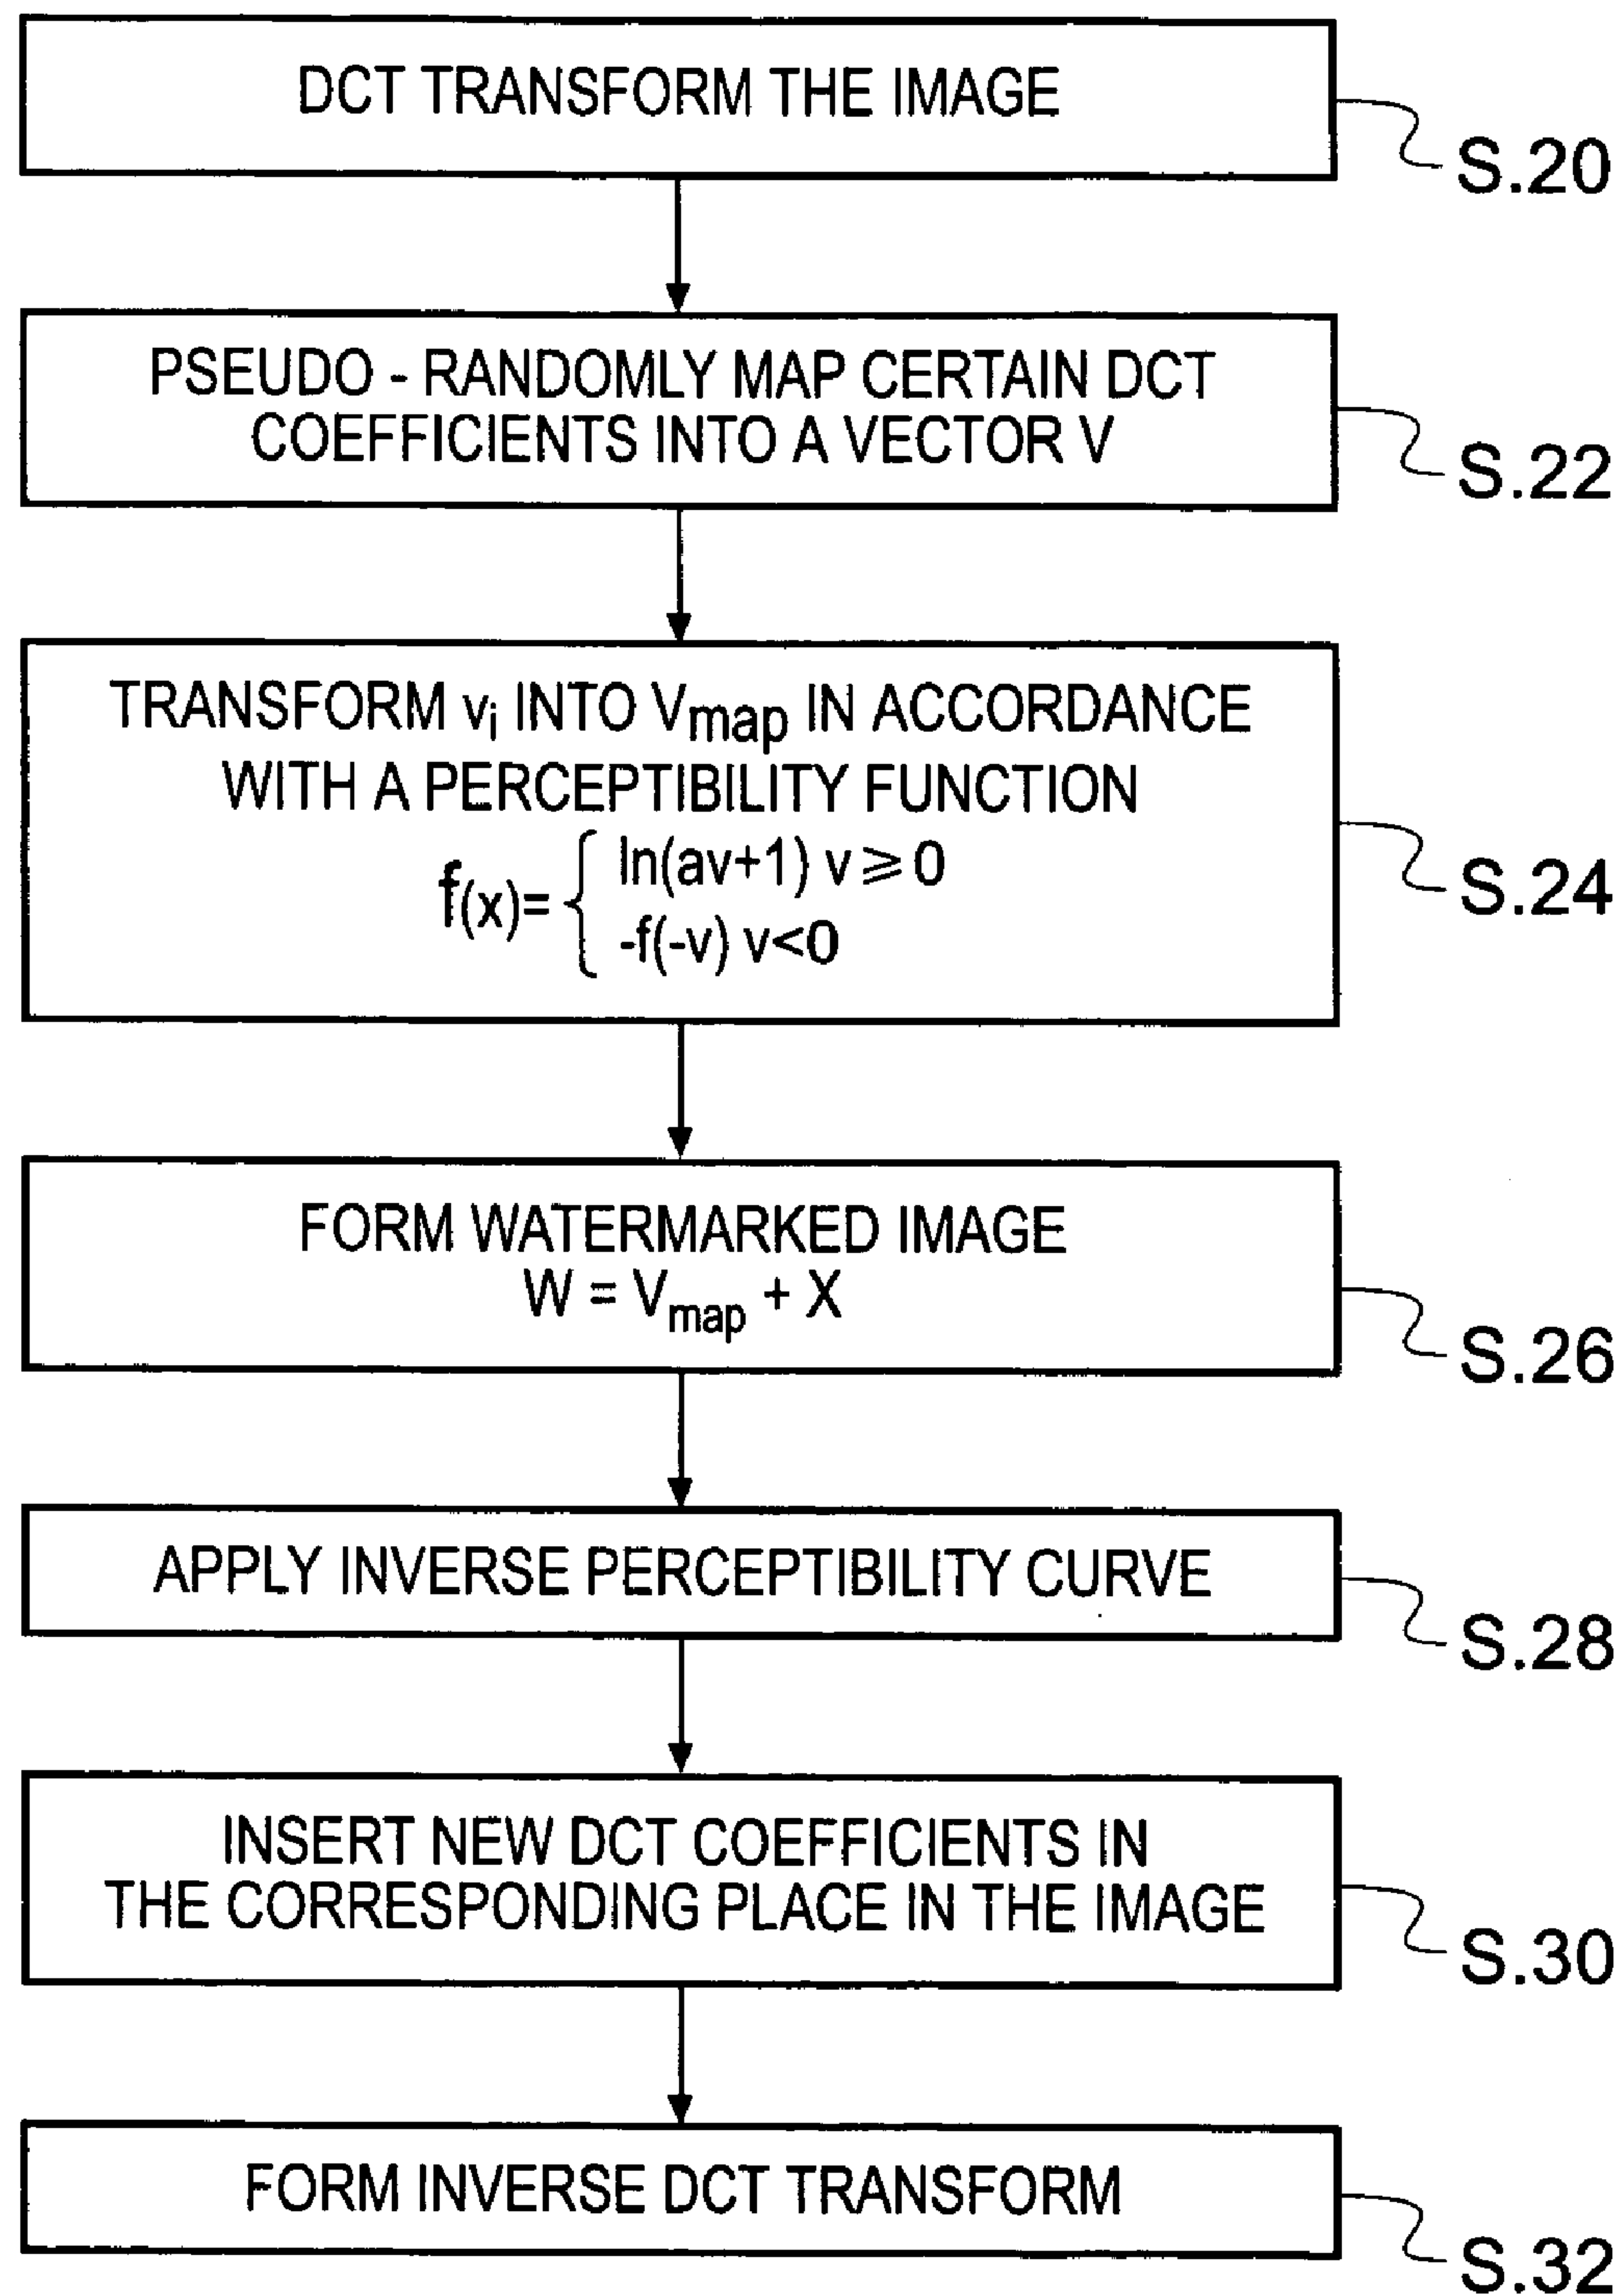 DCT TRANSFORM THE IMAGE
S.20
PSEUDO - RANDOMLY MAP CERTAIN DCT
COEFFICIENTS INTO A VECTOR V
S.22
TRANSFORM vi INTO Vmap IN ACCORDANCE
WITH A PERCEPTIBILITY FUNCTION
f(x)= { ln(av+1) v ⩾ 0
-f(-v) v<0
S.24
FORM WATERMARKED IMAGE
W = Vmap + X
S.26
APPLY INVERSE PERCEPTIBILITY CURVE
S.28
INSERT NEW DCT COEFFICIENTS IN
THE CORRESPONDING PLACE IN THE IMAGE
S.30
FORM INVERSE DCT TRANSFORM
S.32